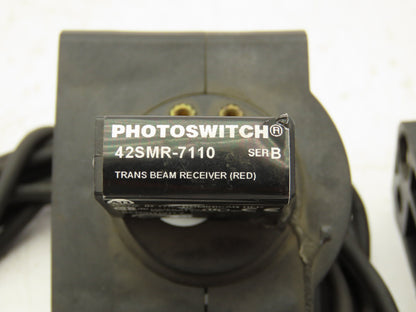 PHOTOSWITCH®
42SMR-7110 SER B
TRANS BEAM RECEIVER (RED)